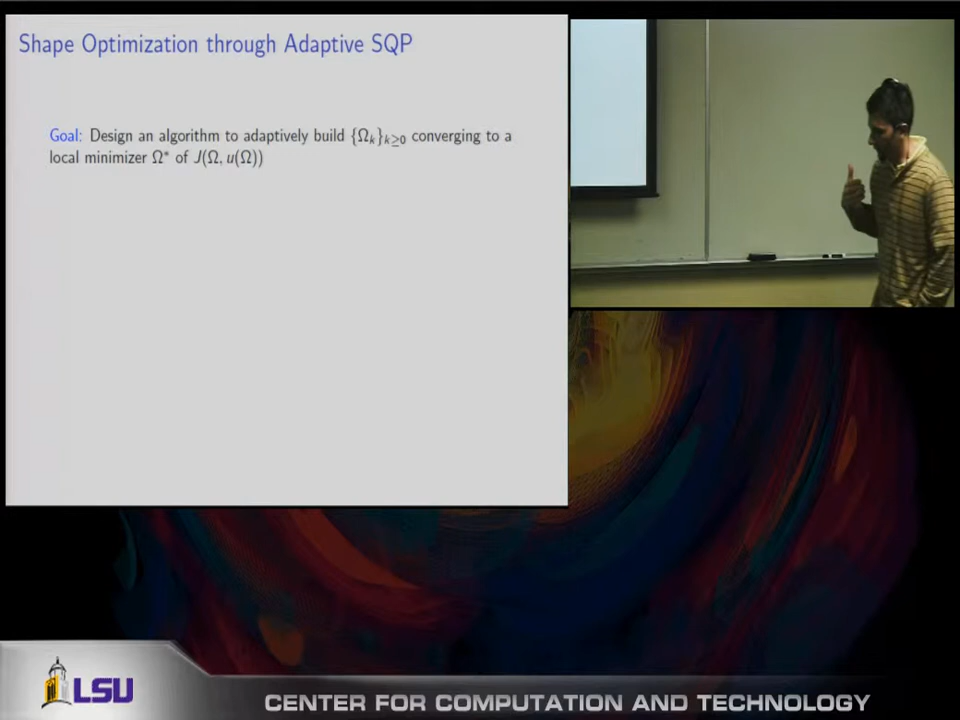 Shape Optimization through Adaptive SQP
Goal: Design an algorithm to adaptively build {Ωₖ}ₖ≥₀ converging to a
local minimizer Ω* of J(Ω, u(Ω))
LSU
CENTER FOR COMPUTATION AND TECHNOLOGY